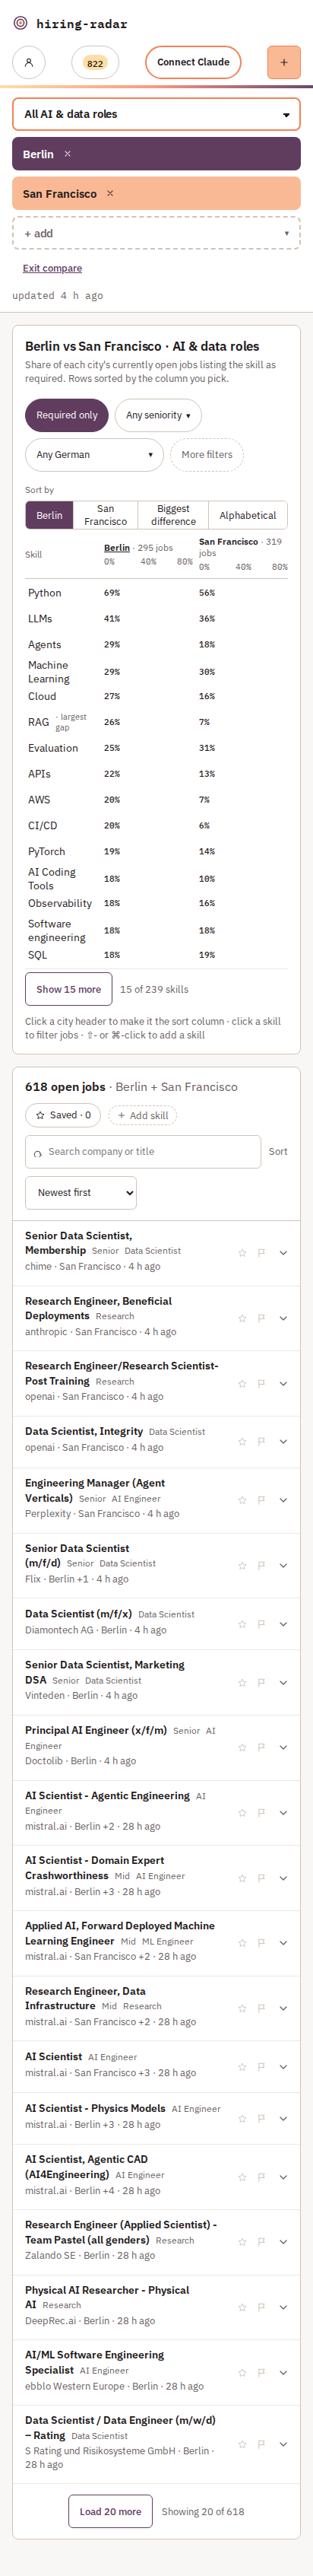 hiring-radar
822
Connect Claude
+
All AI & data roles
Berlin ×
San Francisco ×
+ add
Exit compare
updated 4 h ago
Berlin vs San Francisco · AI & data roles
Share of each city's currently open jobs listing the skill as
required. Rows sorted by the column you pick.
Required only
Any seniority
Any German
More filters
Sort by
Berlin
San
Francisco
Biggest
difference
Alphabetical
Skill
Berlin · 295 jobs
San Francisco · 319
jobs
0% 40% 80%
0% 40% 80%
Python 69% 56%
LLMs 41% 36%
Agents 29% 18%
Machine
Learning 29% 30%
Cloud 27% 16%
RAG · largest
gap 26% 7%
Evaluation 25% 31%
APIs 22% 13%
AWS 20% 7%
CI/CD 20% 6%
PyTorch 19% 14%
AI Coding
Tools 18% 10%
Observability 18% 16%
Software
engineering 18% 18%
SQL 18% 19%
Show 15 more
15 of 239 skills
Click a city header to make it the sort column · click a skill
to filter jobs · ⇧- or ⌘-click to add a skill
618 open jobs · Berlin + San Francisco
Saved · 0
+ Add skill
Search company or title
Sort
Newest first
Senior Data Scientist,
Membership Senior Data Scientist
chime · San Francisco · 4 h ago
Research Engineer, Beneficial
Deployments Research
anthropic · San Francisco · 4 h ago
Research Engineer/Research Scientist-
Post Training Research
openai · San Francisco · 4 h ago
Data Scientist, Integrity Data Scientist
openai · San Francisco · 4 h ago
Engineering Manager (Agent
Verticals) Senior AI Engineer
Perplexity · San Francisco · 4 h ago
Senior Data Scientist
(m/f/d) Senior Data Scientist
Flix · Berlin +1 · 4 h ago
Data Scientist (m/f/x) Data Scientist
Diamontech AG · Berlin · 4 h ago
Senior Data Scientist, Marketing
DSA Senior Data Scientist
Vinteden · Berlin · 4 h ago
Principal AI Engineer (x/f/m) Senior AI
Engineer
Doctolib · Berlin · 4 h ago
AI Scientist - Agentic Engineering AI
Engineer
mistral.ai · Berlin +2 · 28 h ago
AI Scientist - Domain Expert
Crashworthiness Mid AI Engineer
mistral.ai · Berlin +3 · 28 h ago
Applied AI, Forward Deployed Machine
Learning Engineer Mid ML Engineer
mistral.ai · San Francisco +2 · 28 h ago
Research Engineer, Data
Infrastructure Mid Research
mistral.ai · San Francisco +2 · 28 h ago
AI Scientist AI Engineer
mistral.ai · San Francisco +3 · 28 h ago
AI Scientist - Physics Models AI Engineer
mistral.ai · Berlin +3 · 28 h ago
AI Scientist, Agentic CAD
(AI4Engineering) AI Engineer
mistral.ai · Berlin +4 · 28 h ago
Research Engineer (Applied Scientist) -
Team Pastel (all genders) Research
Zalando SE · Berlin · 28 h ago
Physical AI Researcher - Physical
AI Research
DeepRec.ai · Berlin · 28 h ago
AI/ML Software Engineering
Specialist AI Engineer
ebblo Western Europe · Berlin · 28 h ago
Data Scientist / Data Engineer (m/w/d)
– Rating Data Scientist
S Rating und Risikosysteme GmbH · Berlin ·
28 h ago
Load 20 more
Showing 20 of 618